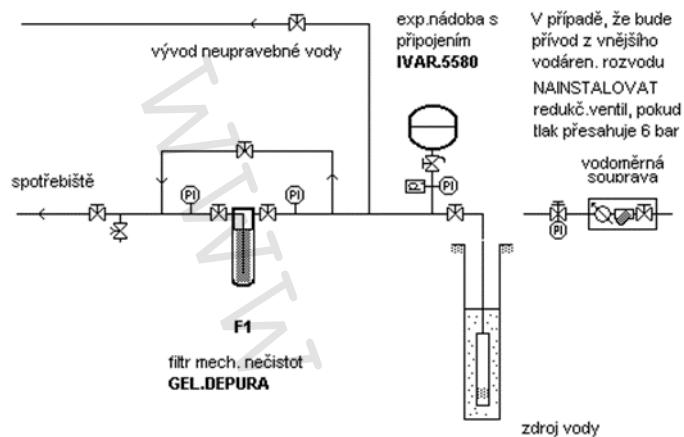 exp.nádoba s
připojením
IVAR.5580
V případě, že bude
přívod z vnějšího
vodáren. rozvodu
NAINSTALOVAT
redukč.ventil, pokud
tlak přesahuje 6 bar
vývod neupravebné vody
vodoměrná
souprava
spotřebiště
PI
PI
PI
PI
WWW
F1
filtr mech. nečistot
GEL.DEPURA
zdroj vody